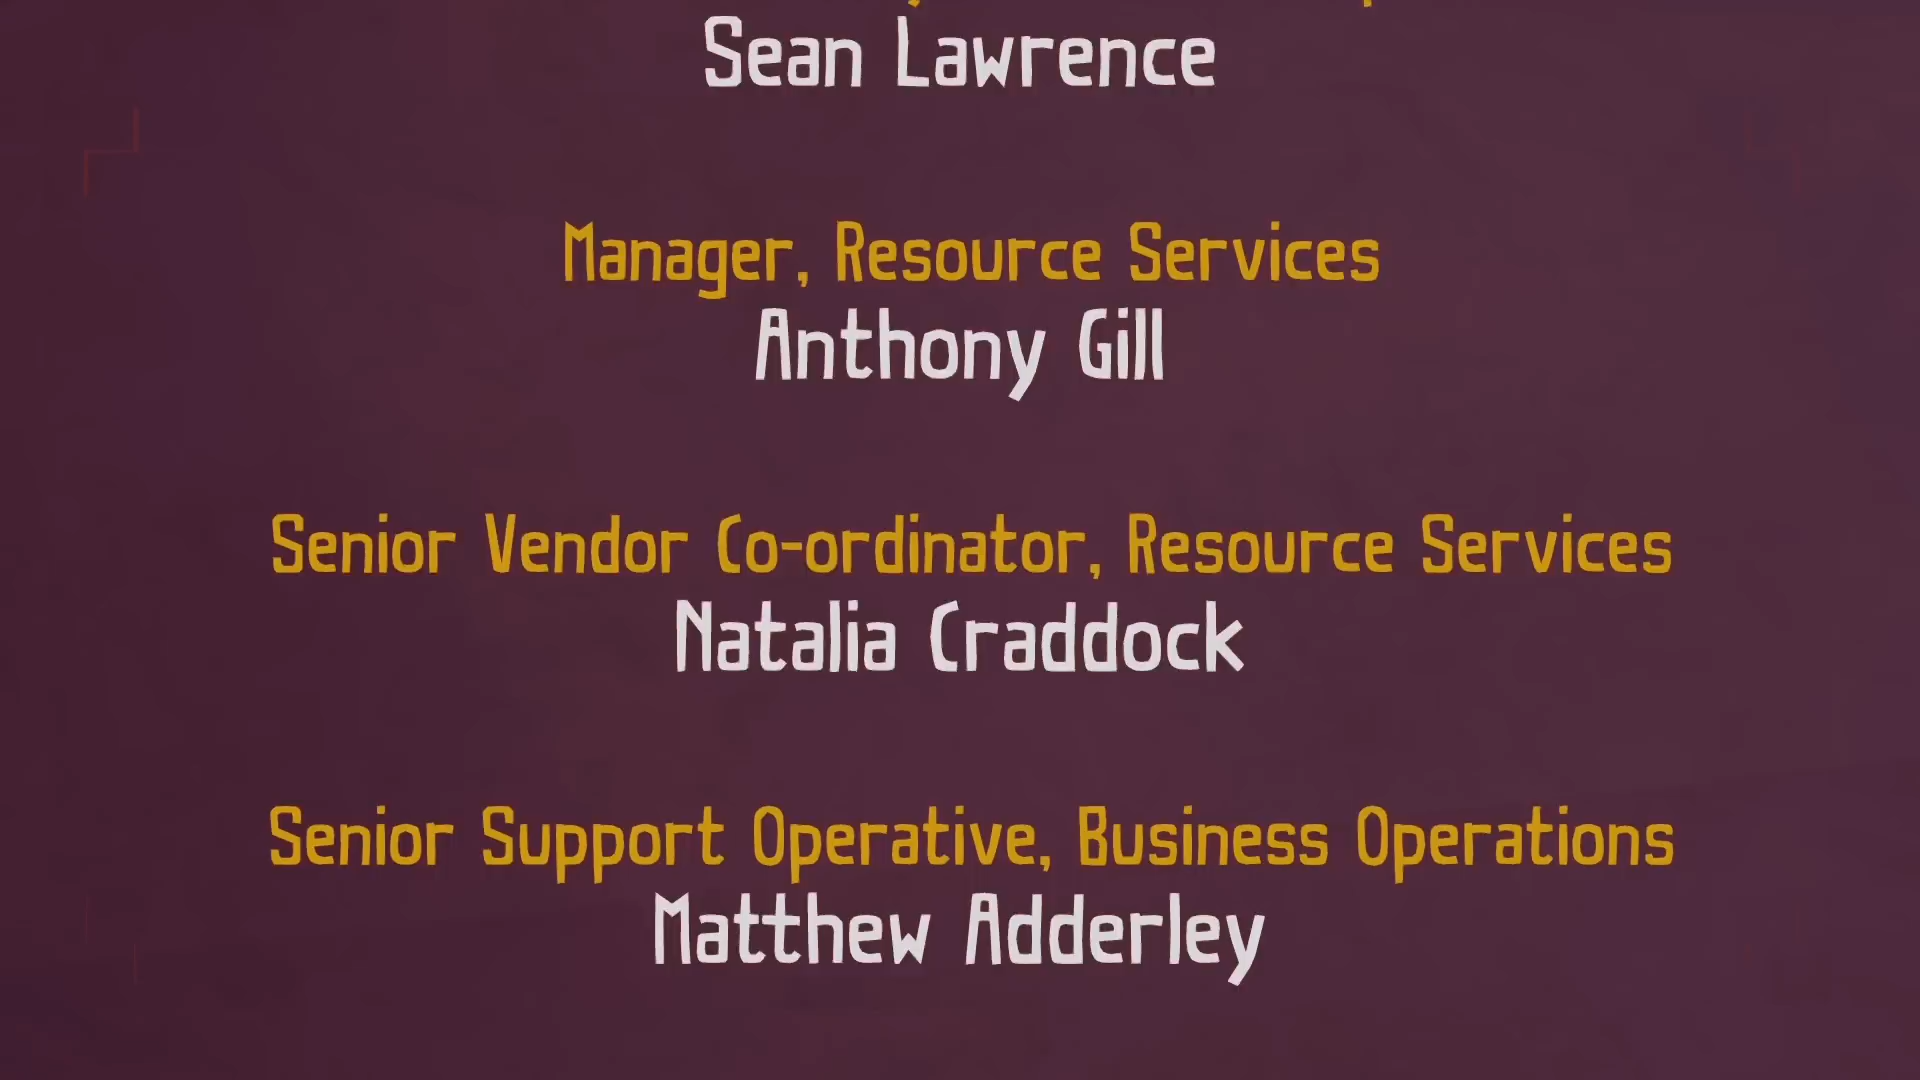 Sean Lawrence
Manager, Resource Services
Anthony Gill
Senior Vendor Co-ordinator, Resource Services
Natalia Craddock
Senior Support Operative, Business Operations
Matthew Adderley